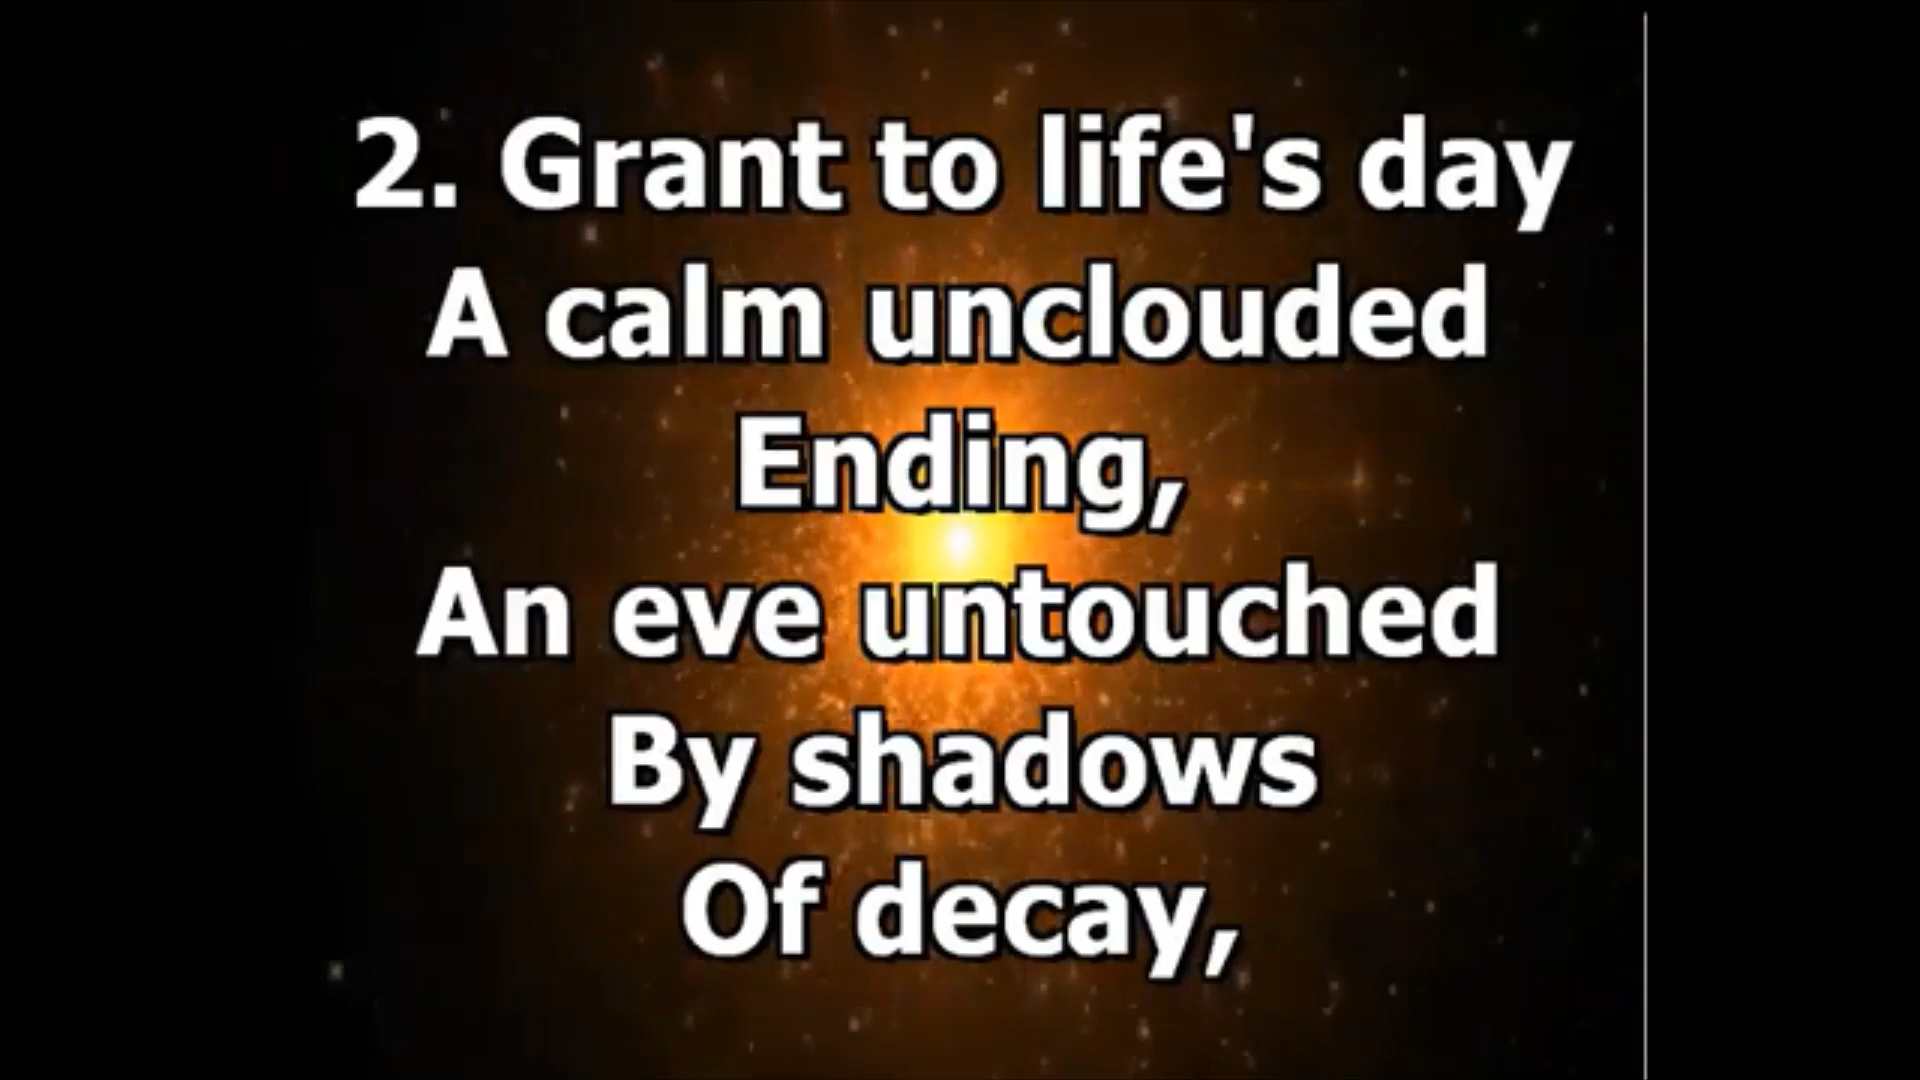 2. Grant to life's day
A calm unclouded
Ending,
An eve untouched
By shadows
Of decay,